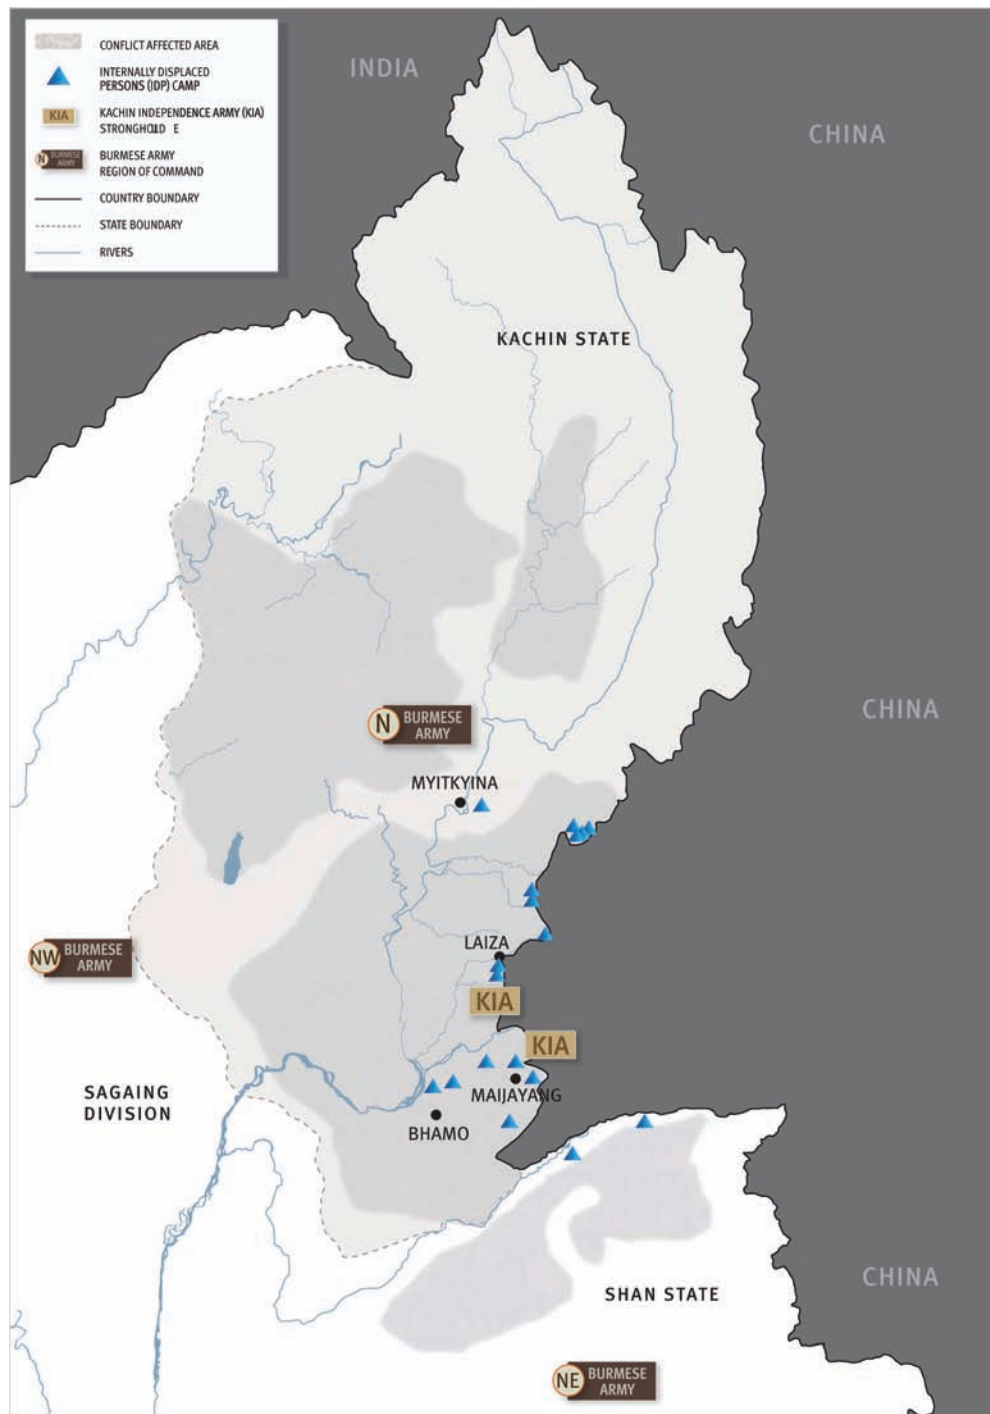 CONFLICT AFFECTED AREA
INTERNALLY DISPLACED
PERSONS (IDP) CAMP
KIA
KACHIN INDEPENDENCE ARMY (KIA)
N BURMESE
ARMY
BURMESE ARMY
REGION OF COMMAND
COUNTRY BOUNDARY
STATE BOUNDARY
RIVERS
INDIA
CHINA
KACHIN STATE
N BURMESE
ARMY
CHINA
MYITKYINA
LAIZA
NW BURMESE
ARMY
KIA
KIA
SAGAING
DIVISION
MAIJAYANG
BHAMO
CHINA
SHAN STATE
NE BURMESE
ARMY